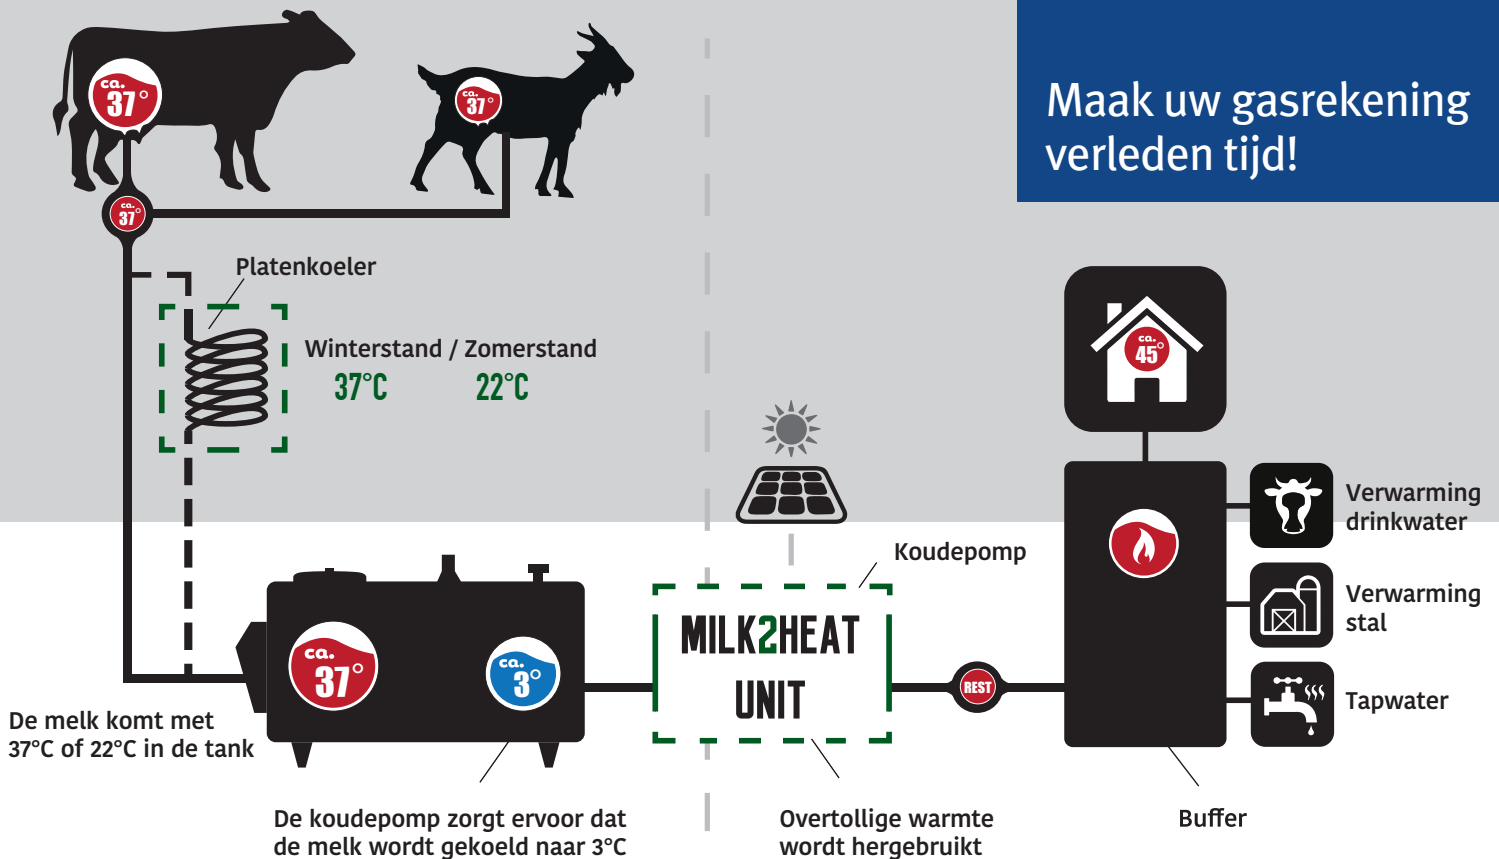 Maak uw gasrekening
verleden tijd!
ca.
37°
ca.
37°
ca.
37°
Platenkoeler
Winterstand / Zomerstand
37°C 22°C
ca.
45°
Verwarming
drinkwater
Koudepomp
Verwarming
stal
MILK2HEAT
UNIT
ca.
37°
ca.
3°
REST
Tapwater
De melk komt met
37°C of 22°C in de tank
De koudepomp zorgt ervoor dat
de melk wordt gekoeld naar 3°C
Overtollige warmte
wordt hergebruikt
Buffer